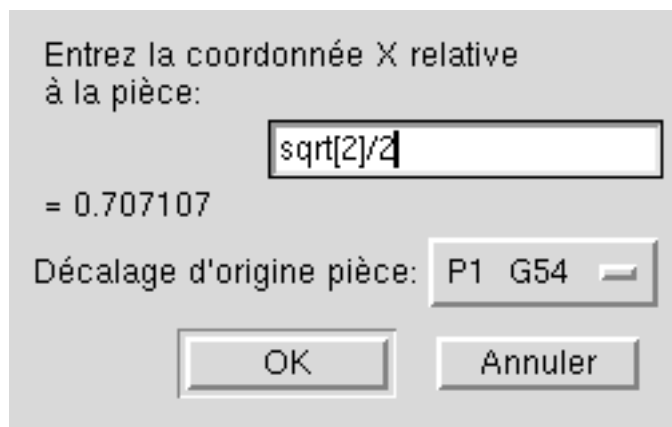 Entrez la coordonnée X relative
à la pièce:
sqrt[2]/2
= 0.707107
Décalage d'origine pièce: P1 G54
OK Annuler